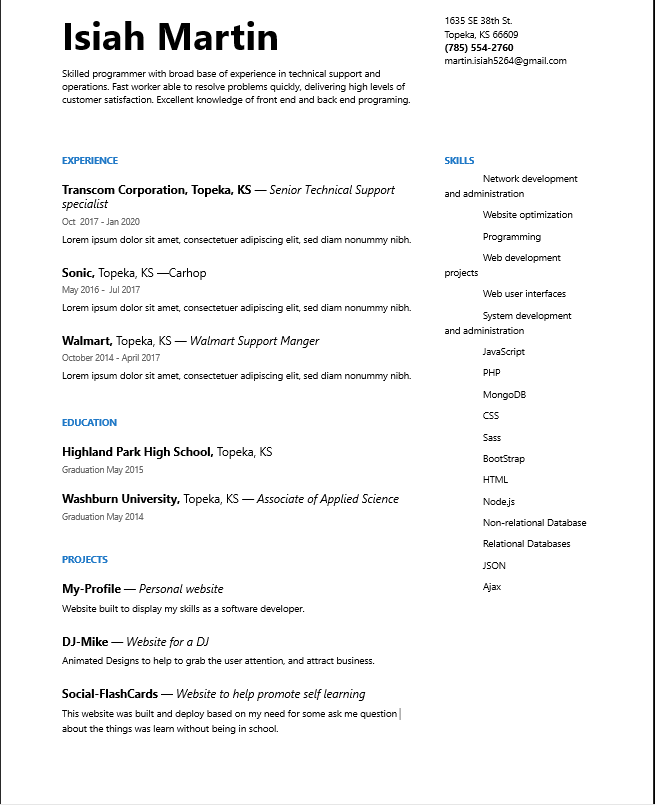 Isiah Martin
Skilled programmer with broad base of experience in technical support and
operations. Fast worker able to resolve problems quickly, delivering high levels of
customer satisfaction. Excellent knowledge of front end and back end programing.
1635 SE 38th St.
Topeka, KS 66609
(785) 554-2760
martin.isiah5264@gmail.com
EXPERIENCE
Transcom Corporation, Topeka, KS — Senior Technical Support
specialist
Oct 2017 - Jan 2020
Lorem ipsum dolor sit amet, consectetuer adipiscing elit, sed diam nonummy nibh.
Sonic, Topeka, KS —Carhop
May 2016 - Jul 2017
Lorem ipsum dolor sit amet, consectetuer adipiscing elit, sed diam nonummy nibh.
Walmart, Topeka, KS — Walmart Support Manger
October 2014 - April 2017
Lorem ipsum dolor sit amet, consectetuer adipiscing elit, sed diam nonummy nibh.
EDUCATION
Highland Park High School, Topeka, KS
Graduation May 2015
Washburn University, Topeka, KS — Associate of Applied Science
Graduation May 2014
PROJECTS
My-Profile — Personal website
Website built to display my skills as a software developer.
DJ-Mike — Website for a DJ
Animated Designs to help to grab the user attention, and attract business.
Social-FlashCards — Website to help promote self learning
This website was built and deploy based on my need for some ask me question
about the things was learn without being in school.
SKILLS
Network development
and administration
Website optimization
Programming
Web development
projects
Web user interfaces
System development
and administration
JavaScript
PHP
MongoDB
CSS
Sass
BootStrap
HTML
Node.js
Non-relational Database
Relational Databases
JSON
Ajax